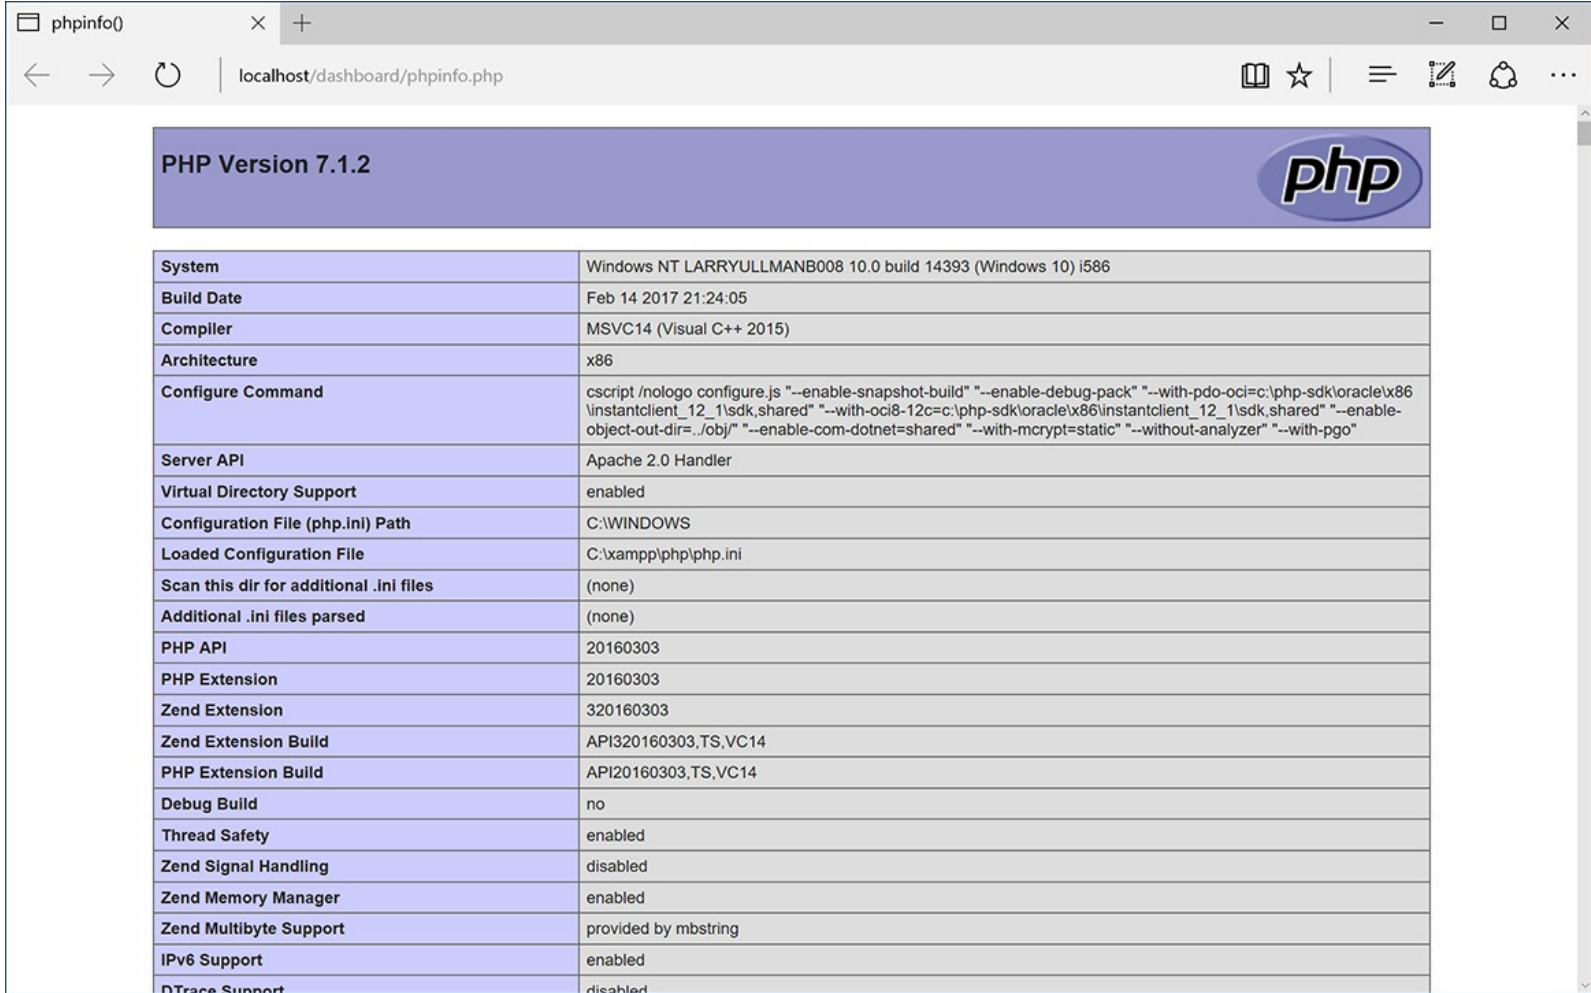 phpinfo()
localhost/dashboard/phpinfo.php
PHP Version 7.1.2
php
System Windows NT LARRYULLMANB008 10.0 build 14393 (Windows 10) i586
Build Date Feb 14 2017 21:24:05
Compiler MSVC14 (Visual C++ 2015)
Architecture x86
Configure Command cscript /nologo configure.js "--enable-snapshot-build" "--enable-debug-pack" "--with-pdo-oci=c:\php-sdk\oracle\x86
\instantclient_12_1\sdk,shared" "--with-oci8-12c=c:\php-sdk\oracle\x86\instantclient_12_1\sdk,shared" "--enable-
object-out-dir=../obj/" "--enable-com-dotnet=shared" "--with-mcrypt=static" "--without-analyzer" "--with-pgo"
Server API Apache 2.0 Handler
Virtual Directory Support enabled
Configuration File (php.ini) Path C:\WINDOWS
Loaded Configuration File C:\xampp\php\php.ini
Scan this dir for additional .ini files (none)
Additional .ini files parsed (none)
PHP API 20160303
PHP Extension 20160303
Zend Extension 320160303
Zend Extension Build API320160303,TS,VC14
PHP Extension Build API20160303,TS,VC14
Debug Build no
Thread Safety enabled
Zend Signal Handling disabled
Zend Memory Manager enabled
Zend Multibyte Support provided by mbstring
IPv6 Support enabled
DTrace Support disabled